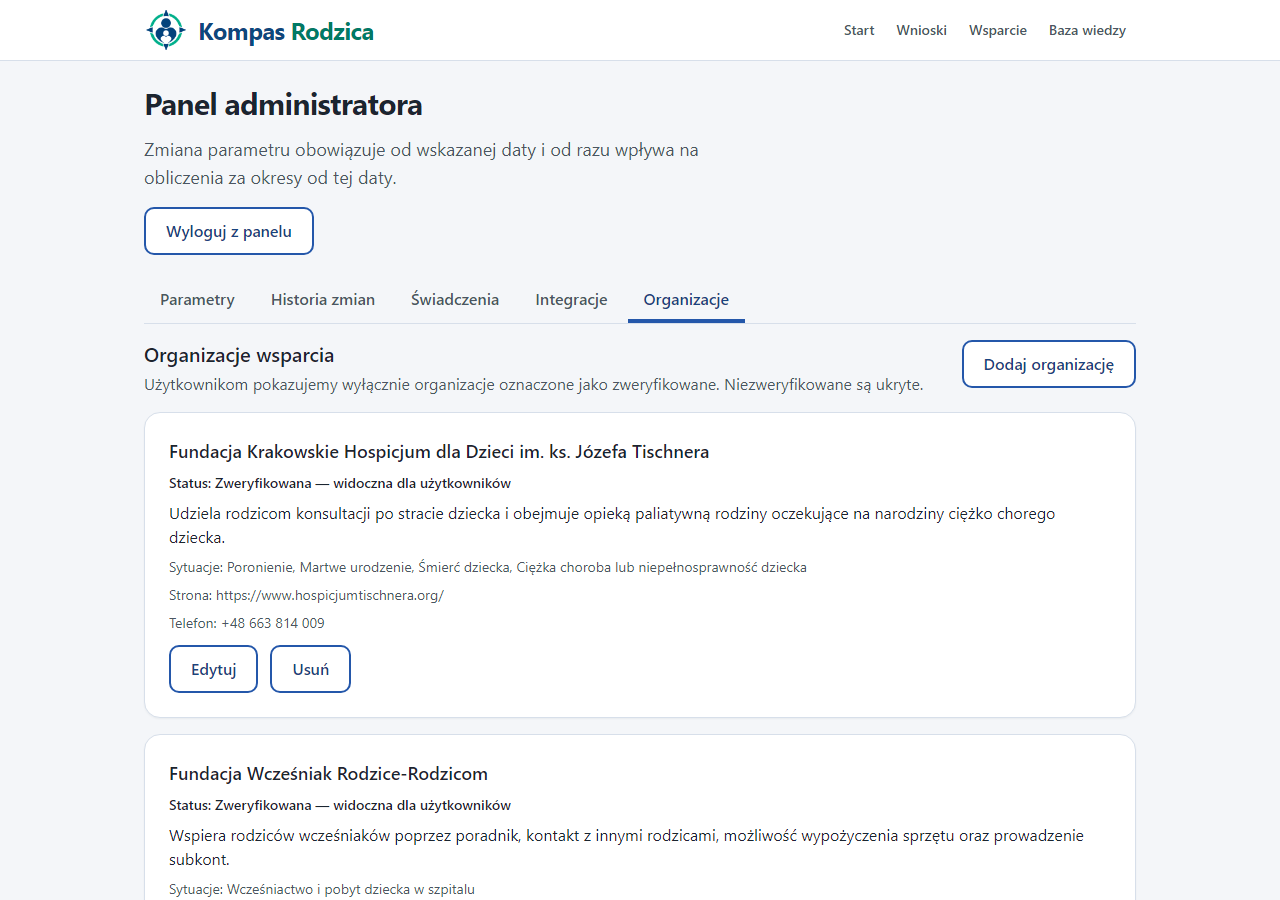 Kompas Rodzica
Start
Wnioski
Wsparcie
Baza wiedzy
Panel administratora
Zmiana parametru obowiązuje od wskazanej daty i od razu wpływa na
obliczenia za okresy od tej daty.
Wyloguj z panelu
Parametry
Historia zmian
Świadczenia
Integracje
Organizacje
Organizacje wsparcia
Użytkownikom pokazujemy wyłącznie organizacje oznaczone jako zweryfikowane. Niezweryfikowane są ukryte.
Dodaj organizację
Fundacja Krakowskie Hospicjum dla Dzieci im. ks. Józefa Tischnera
Status: Zweryfikowana — widoczna dla użytkowników
Udziela rodzicom konsultacji po stracie dziecka i obejmuje opieką paliatywną rodziny oczekujące na narodziny ciężko chorego
dziecka.
Sytuacje: Poronienie, Martwe urodzenie, Śmierć dziecka, Ciężka choroba lub niepełnosprawność dziecka
Strona: https://www.hospicjumtischnera.org/
Telefon: +48 663 814 009
Edytuj
Usuń
Fundacja Wcześniak Rodzice-Rodzicom
Status: Zweryfikowana — widoczna dla użytkowników
Wspiera rodziców wcześniaków poprzez poradnik, kontakt z innymi rodzicami, możliwość wypożyczenia sprzętu oraz prowadzenie
subkont.
Sytuacje: Wcześniactwo i pobyt dziecka w szpitalu